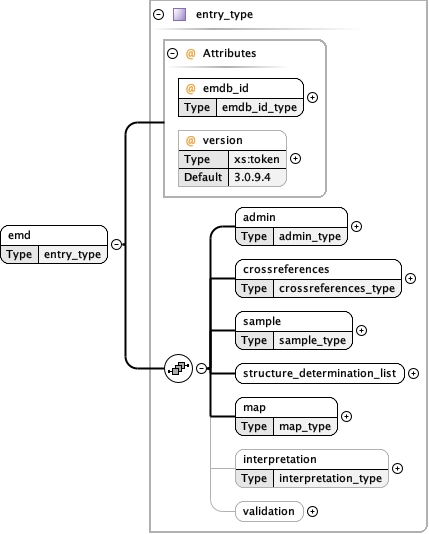 entry_type
@ Attributes
@ emdb_id
Type emdb_id_type
@ version
Type xs:token
Default 3.0.9.4
emd
Type entry_type
admin
Type admin_type
crossreferences
Type crossreferences_type
sample
Type sample_type
structure_determination_list
map
Type map_type
interpretation
Type interpretation_type
validation